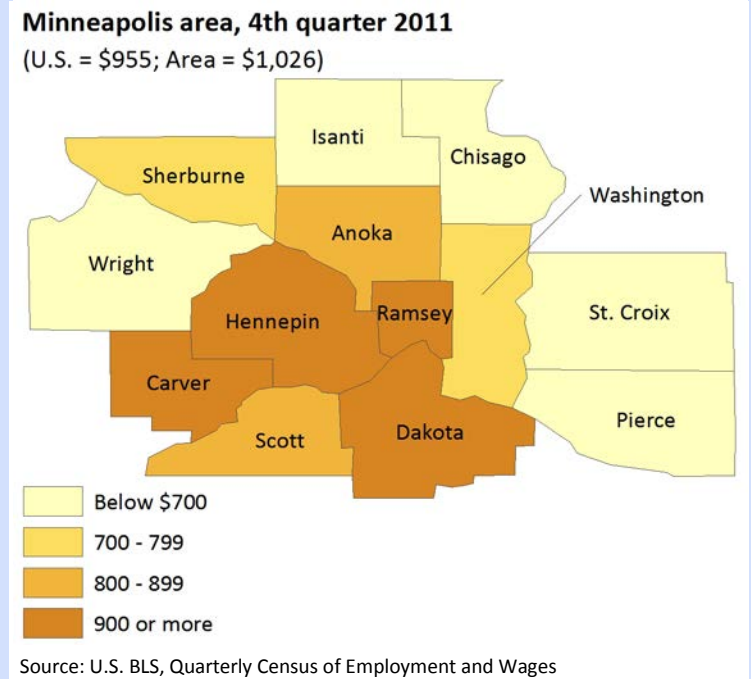 Minneapolis area, 4th quarter 2011
(U.S. = $955; Area = $1,026)
Isanti
Chisago
Sherburne
Washington
Anoka
Wright
Ramsey
St. Croix
Hennepin
Carver
Pierce
Dakota
Scott
Below $700
700 - 799
800 - 899
900 or more
Source: U.S. BLS, Quarterly Census of Employment and Wages